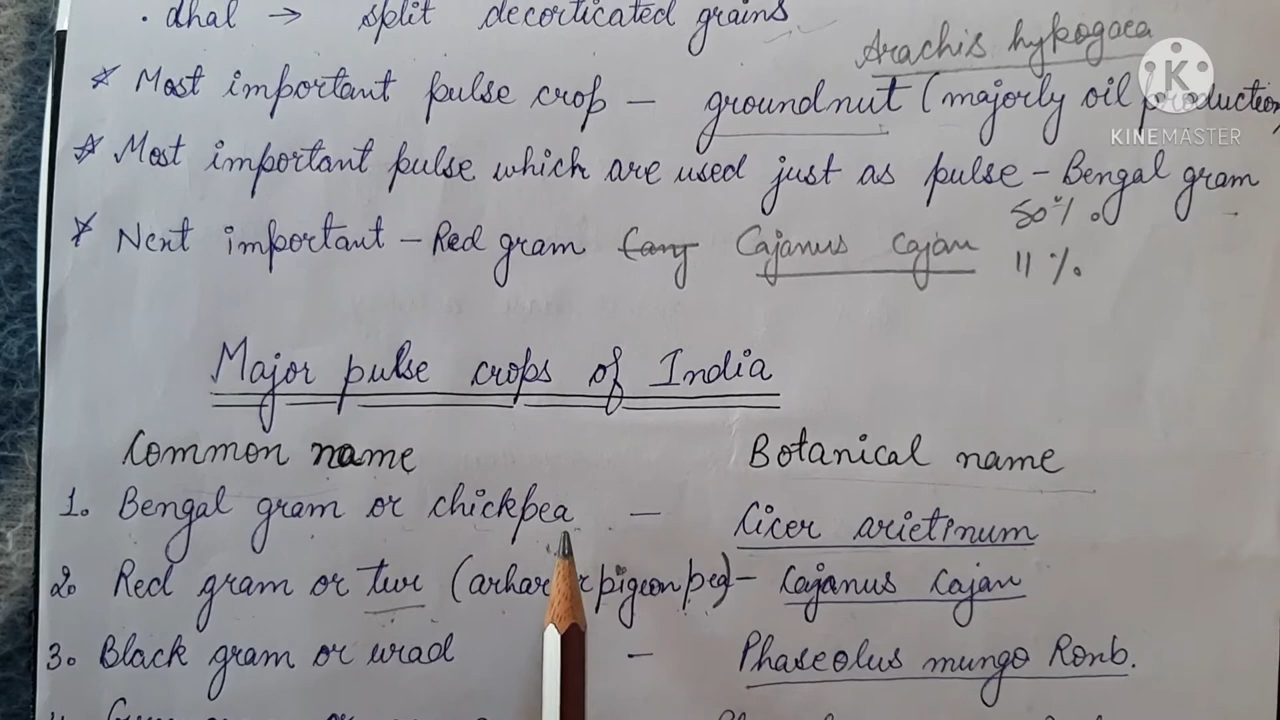 . dhal → split decorticated grains
Arachis hypogaea
* Most important pulse crop – groundnut (majorly oil production
* Most important pulse which are used just as pulse – Bengal gram
50%.
* Next important – Red gram Cajanus cajan 11%.
Major pulse crops of India
Common name Botanical name
1. Bengal gram or chickpea – Cicer arietinum
2. Red gram or tur (arhar pigeon pea) – Cajanus Cajan
3. Black gram or urad – Phaseolus mungo Roxb.
KINEMASTER